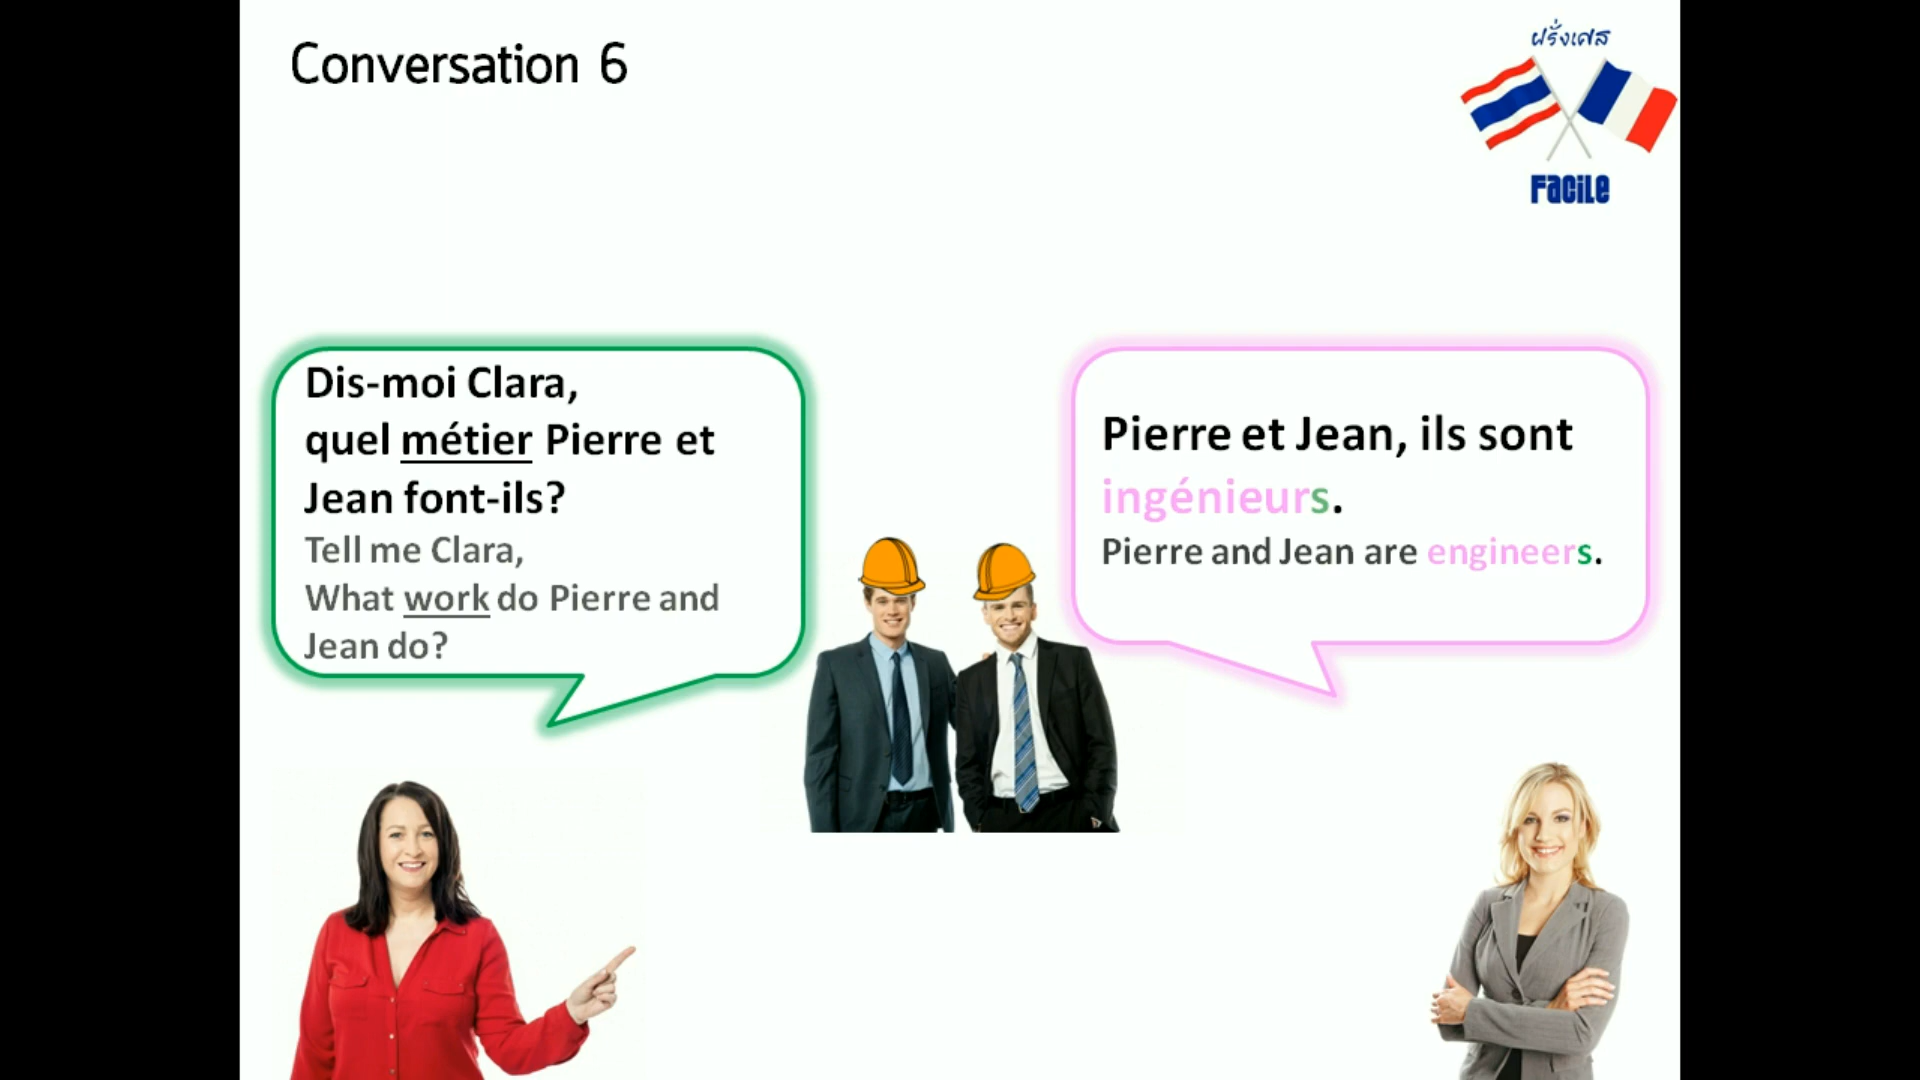 Conversation 6
ฝรั่งเศส
FaciLe
Dis-moi Clara,
quel métier Pierre et
Jean font-ils?
Tell me Clara,
What work do Pierre and
Jean do?
Pierre et Jean, ils sont
ingénieurs.
Pierre and Jean are engineers.